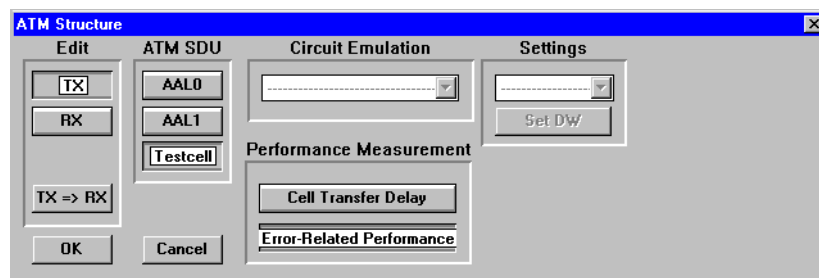 ATM Structure
Edit
ATM SDU
Circuit Emulation
Settings
TX
AAL0
RX
AAL1
Set DW
Testcell
Performance Measurement
TX => RX
Cell Transfer Delay
OK
Cancel
Error-Related Performance